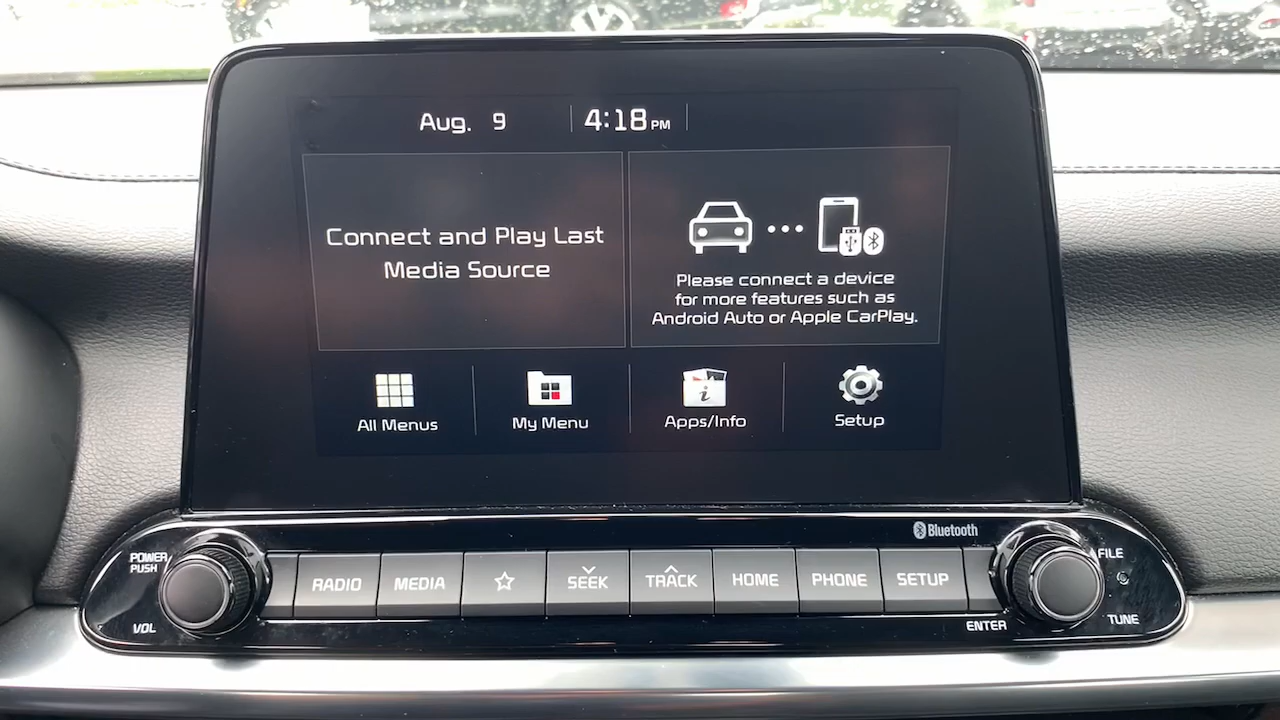 Aug. 9
4:18 PM
Connect and Play Last
Media Source
Please connect a device
for more features such as
Android Auto or Apple CarPlay.
All Menus
My Menu
Apps/Info
Setup
Bluetooth
POWER
PUSH
VOL
RADIO
MEDIA
SEEK
TRACK
HOME
PHONE
SETUP
FILE
TUNE
ENTER